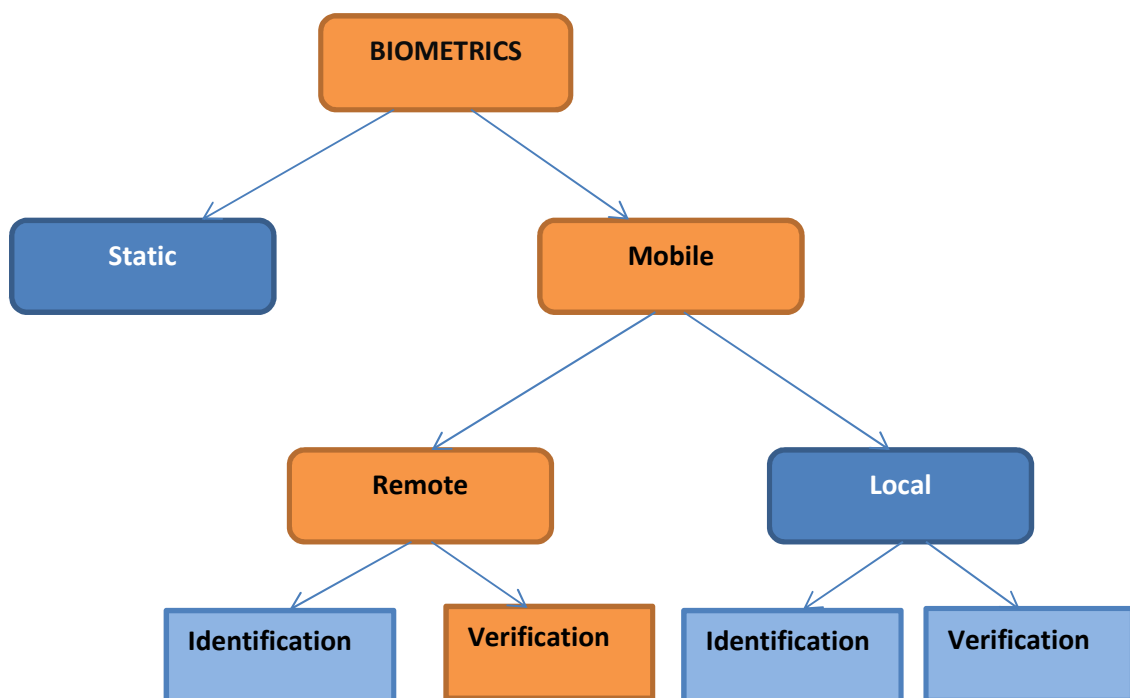 BIOMETRICS
Static
Mobile
Remote
Local
Identification
Verification
Identification
Verification